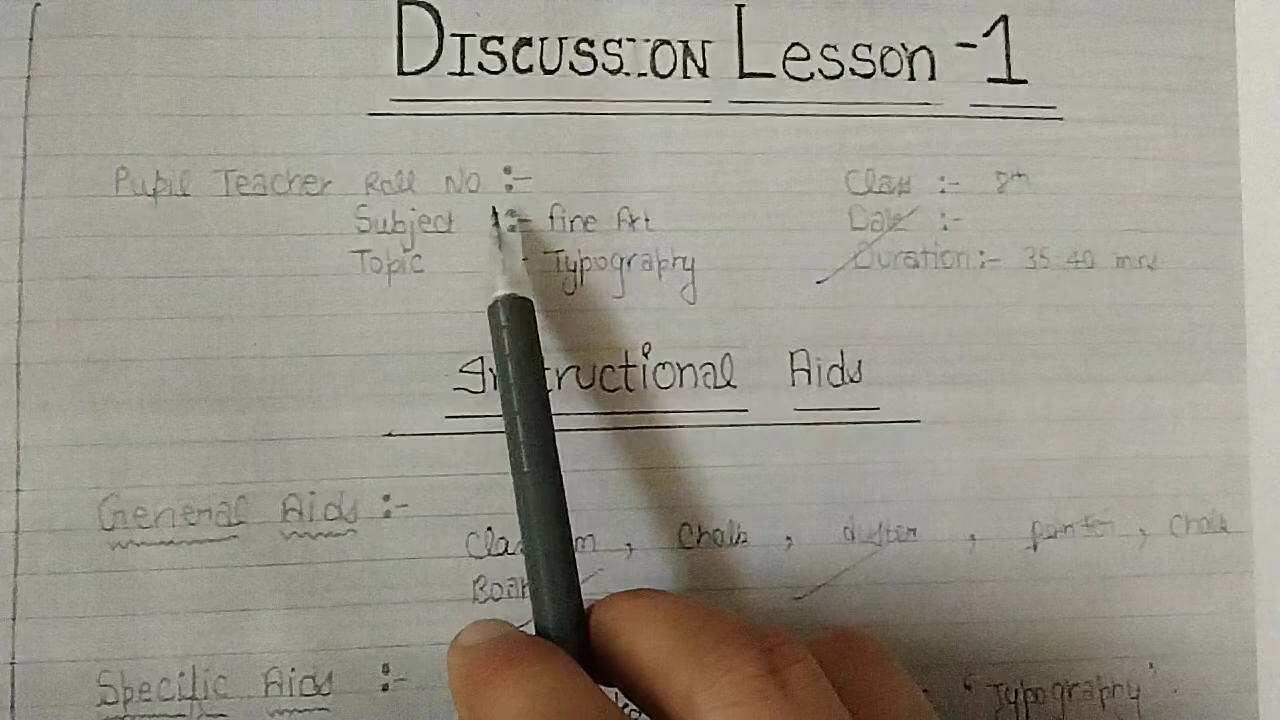 DISCUSSION Lesson -1
Pupil Teacher Roll No :- Class :- 8th
Subject :- fine Art Date :-
Topic :- Typography Duration:- 35 40 mns
Instructional Aids
General Aids :-
, Chalk , duster , pointer , Chalk
Board
Specific Aids :- "Typography".